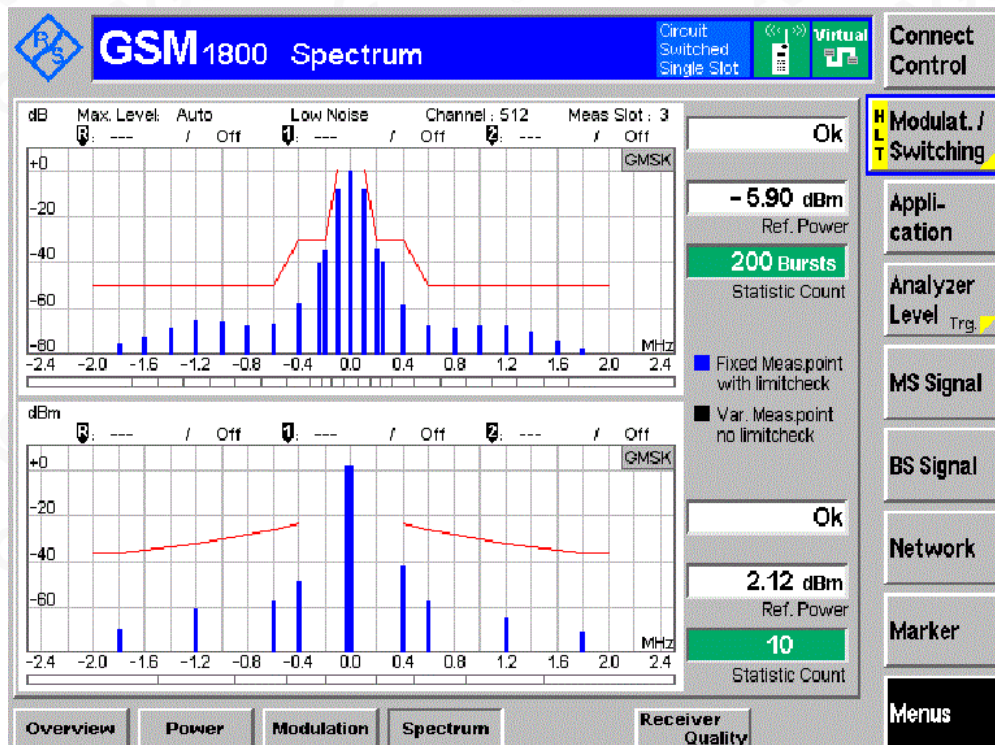 R S
GSM 1800 Spectrum
Circuit
Switched
Single Slot
Virtual
Connect
Control
dB Max. Level: Auto Low Noise Channel : 512 Meas Slot : 3
R : --- / Off 1 : --- / Off 2 : --- / Off
GMSK
+0
-20
-40
-60
-80
MHz
-2.4 -2.0 -1.6 -1.2 -0.8 -0.4 0.0 0.4 0.8 1.2 1.6 2.0 2.4
Ok
- 5.90 dBm
Ref. Power
200 Bursts
Statistic Count
Fixed Meas.point
with limitcheck
Var. Meas.point
no limitcheck
dBm
R : --- / Off 1 : --- / Off 2 : --- / Off
GMSK
+0
-20
-40
-60
MHz
-2.4 -2.0 -1.6 -1.2 -0.8 -0.4 0.0 0.4 0.8 1.2 1.6 2.0 2.4
Ok
2.12 dBm
Ref. Power
10
Statistic Count
HLT
Modulat. /
Switching
Appli-
cation
Analyzer
Level Trg.
MS Signal
BS Signal
Network
Marker
Menus
Overview
Power
Modulation
Spectrum
Receiver
Quality